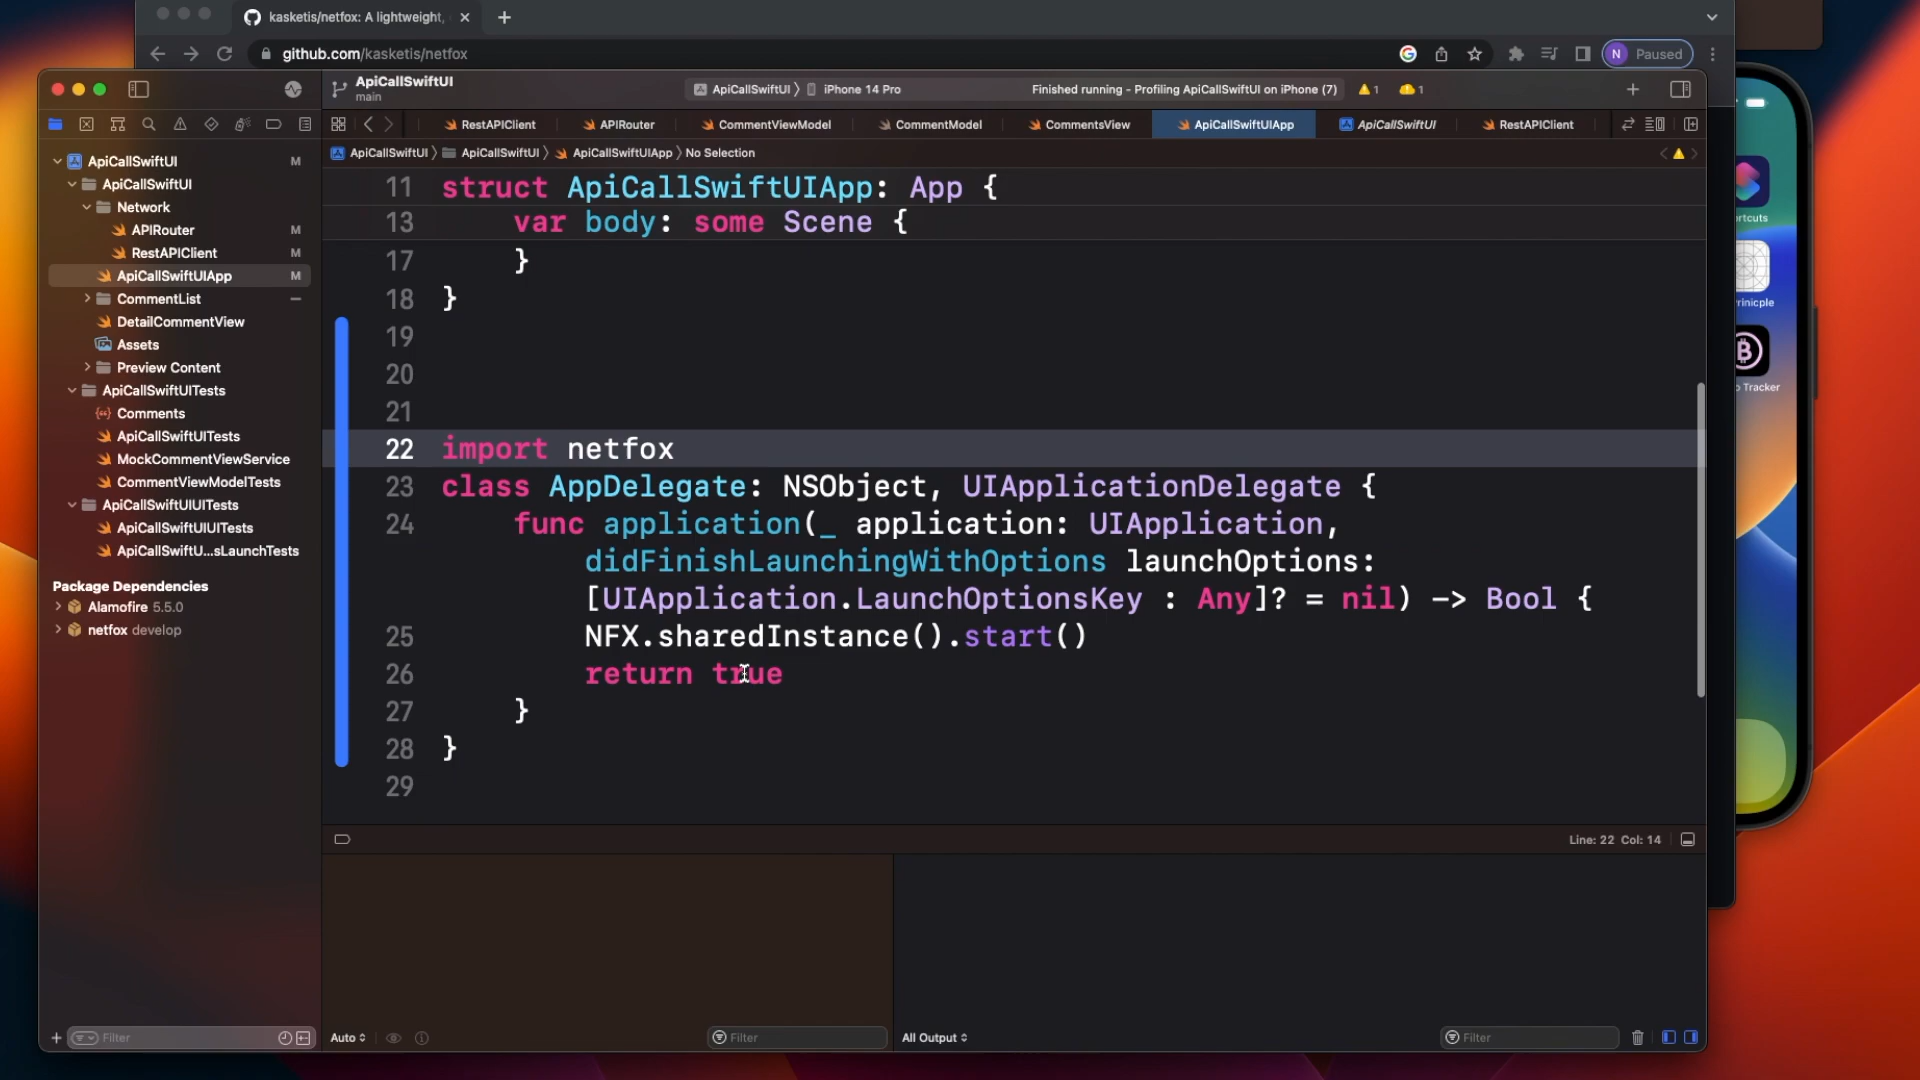 kasketis/netfox: A lightweight,
github.com/kasketis/netfox
N Paused
ApiCallSwiftUI
main
ApiCallSwiftUI
iPhone 14 Pro
Finished running - Profiling ApiCallSwiftUI on iPhone (7)
1
1
RestAPIClient
APIRouter
CommentViewModel
CommentModel
CommentsView
ApiCallSwiftUIApp
ApiCallSwiftUI
RestAPIClient
ApiCallSwiftUI
ApiCallSwiftUI
ApiCallSwiftUIApp
No Selection
ApiCallSwiftUI M
ApiCallSwiftUI
Network
APIRouter M
RestAPIClient M
ApiCallSwiftUIApp M
CommentList
DetailCommentView
Assets
Preview Content
ApiCallSwiftUITests
Comments
ApiCallSwiftUITests
MockCommentViewService
CommentViewModelTests
ApiCallSwiftUIUITests
ApiCallSwiftUIUITests
ApiCallSwiftU...sLaunchTests
Package Dependencies
Alamofire 5.5.0
netfox develop
Filter
11 struct ApiCallSwiftUIApp: App {
13 var body: some Scene {
17 }
18 }
19
20
21
22 import netfox
23 class AppDelegate: NSObject, UIApplicationDelegate {
24 func application(_ application: UIApplication,
didFinishLaunchingWithOptions launchOptions:
[UIApplication.LaunchOptionsKey : Any]? = nil) -> Bool {
25 NFX.sharedInstance().start()
26 return true
27 }
28 }
29
Line: 22 Col: 14
Auto
Filter
All Output
Filter
rtcuts
rinicple
o Tracker